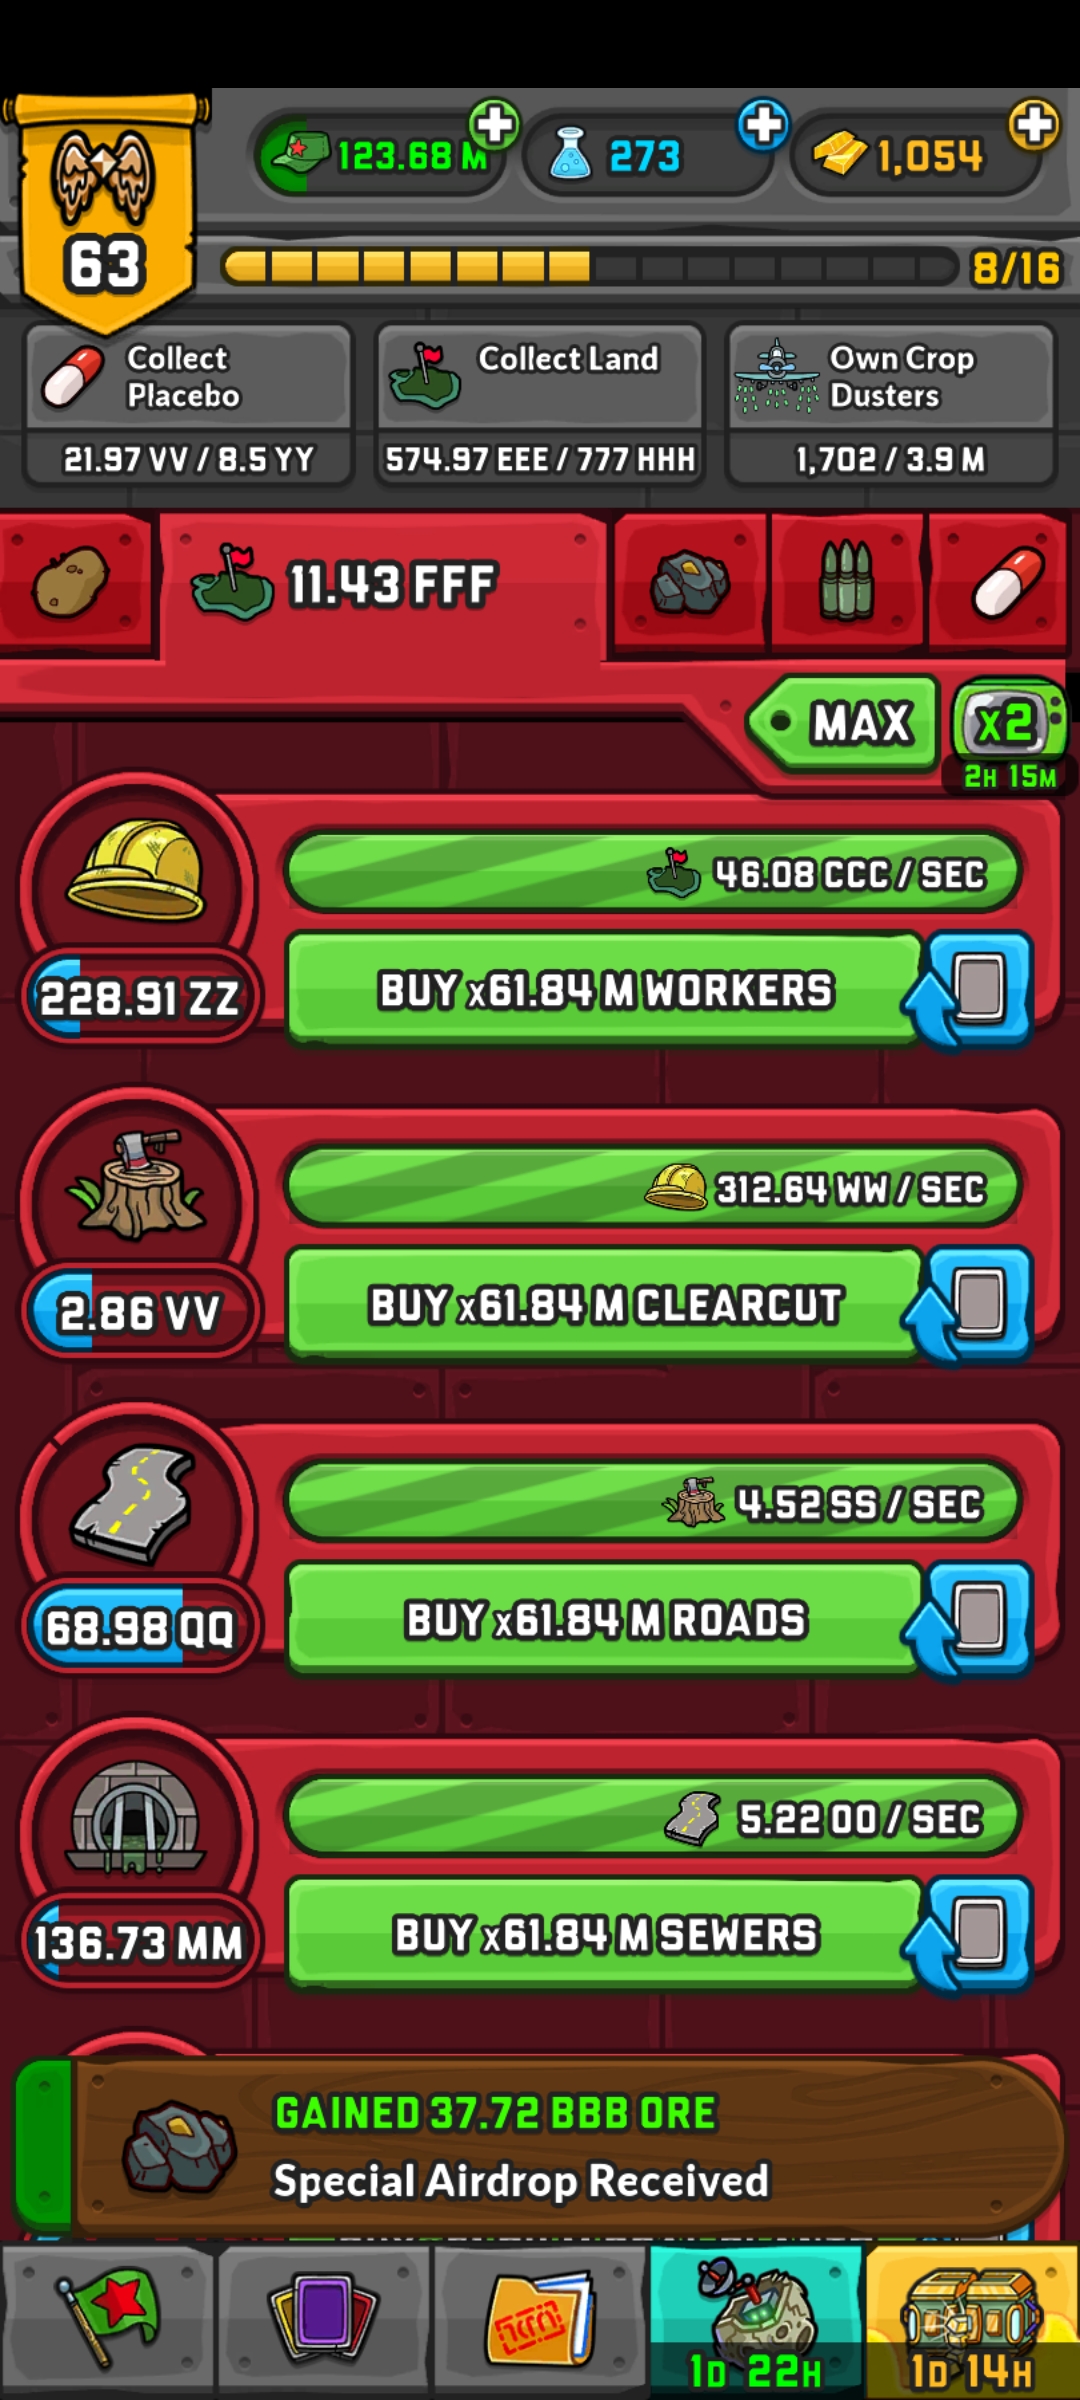 123.68 M
273
1,054
63
8/16
Collect
Placebo
21.97 VV / 8.5 YY
Collect Land
574.97 EEE / 777 HHH
Own Crop
Dusters
1,702 / 3.9 M
11.43 FFF
MAX
x2
2H 15M
46.08 CCC / SEC
228.91 ZZ
BUY x61.84 M WORKERS
312.64 WW / SEC
2.86 VV
BUY x61.84 M CLEARCUT
4.52 SS / SEC
68.98 QQ
BUY x61.84 M ROADS
5.22 OO / SEC
136.73 MM
BUY x61.84 M SEWERS
GAINED 37.72 BBB ORE
Special Airdrop Received
1D 22H
1D 14H